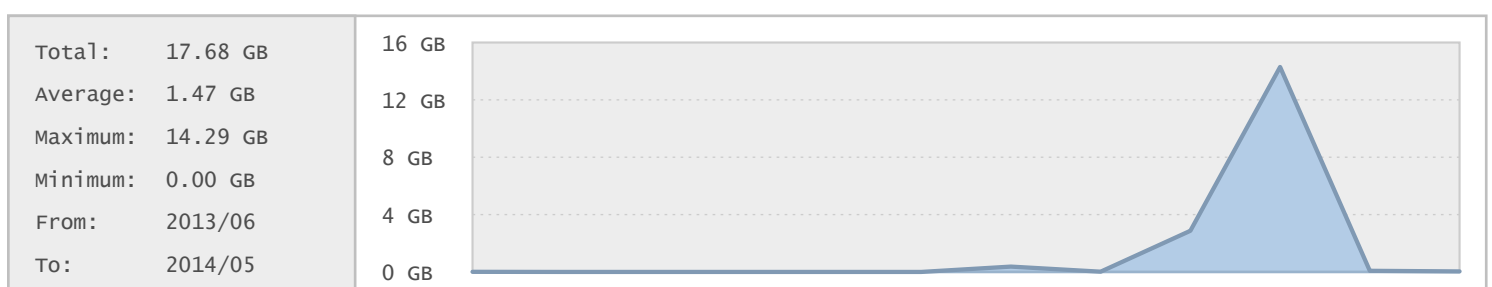 Total: 17.68 GB
Average: 1.47 GB
Maximum: 14.29 GB
Minimum: 0.00 GB
From: 2013/06
To: 2014/05
16 GB
12 GB
8 GB
4 GB
0 GB